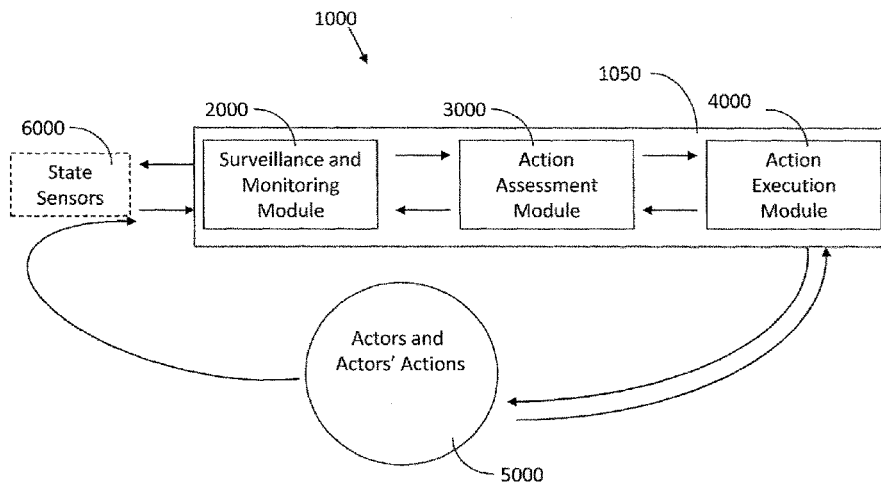 1000
1050
2000
3000
4000
6000
State
Sensors
Surveillance and
Monitoring
Module
Action
Assessment
Module
Action
Execution
Module
Actors and
Actors' Actions
5000